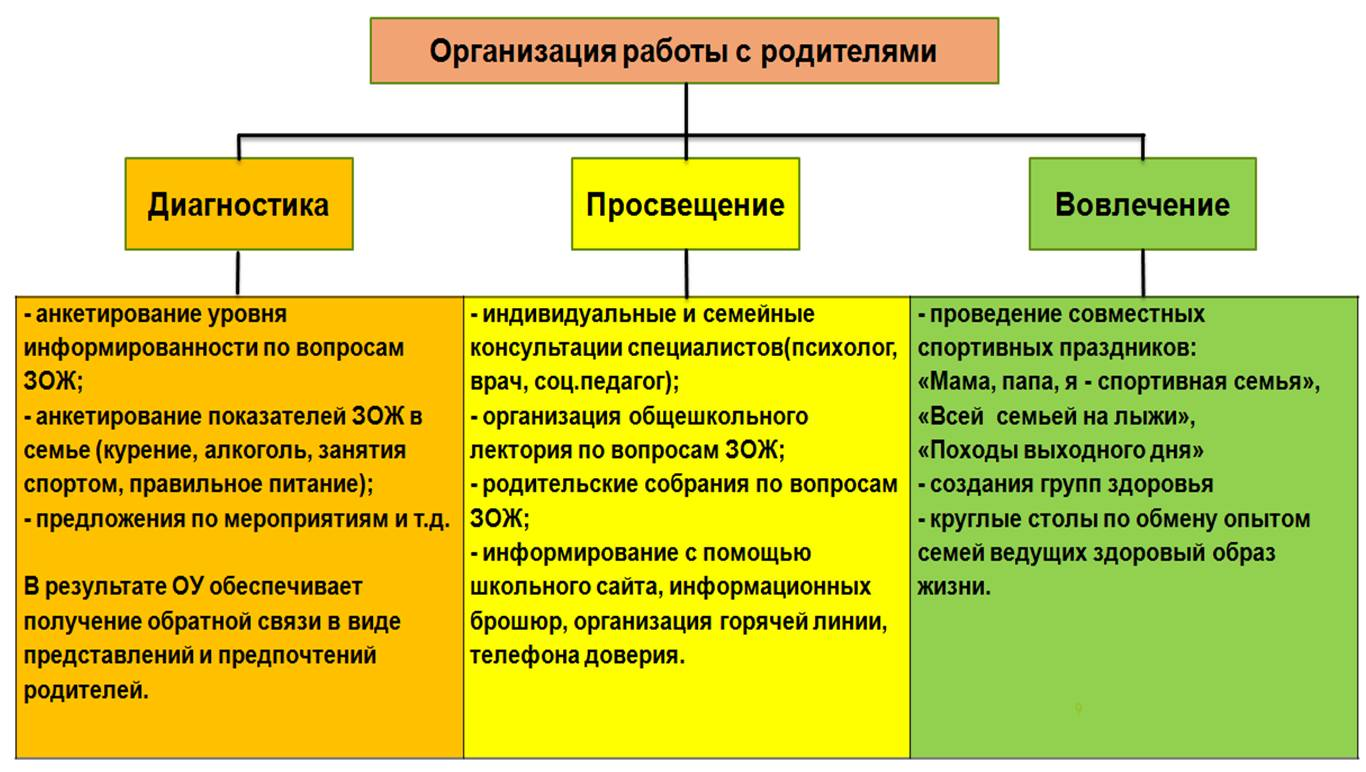 Организация работы с родителями
Диагностика
Просвещение
Вовлечение
- анкетирование уровня
информированности по вопросам
ЗОЖ;
- анкетирование показателей ЗОЖ в
семье (курение, алкоголь, занятия
спортом, правильное питание);
- предложения по мероприятиям и т.д.
В результате ОУ обеспечивает
получение обратной связи в виде
представлений и предпочтений
родителей.
- индивидуальные и семейные
консультации специалистов(психолог,
врач, соц.педагог);
- организация общешкольного
лектория по вопросам ЗОЖ;
- родительские собрания по вопросам
ЗОЖ;
- информирование с помощью
школьного сайта, информационных
брошюр, организация горячей линии,
телефона доверия.
- проведение совместных
спортивных праздников:
«Мама, папа, я - спортивная семья»,
«Всей семьей на лыжи»,
«Походы выходного дня»
- создания групп здоровья
- круглые столы по обмену опытом
семей ведущих здоровый образ
жизни.
9